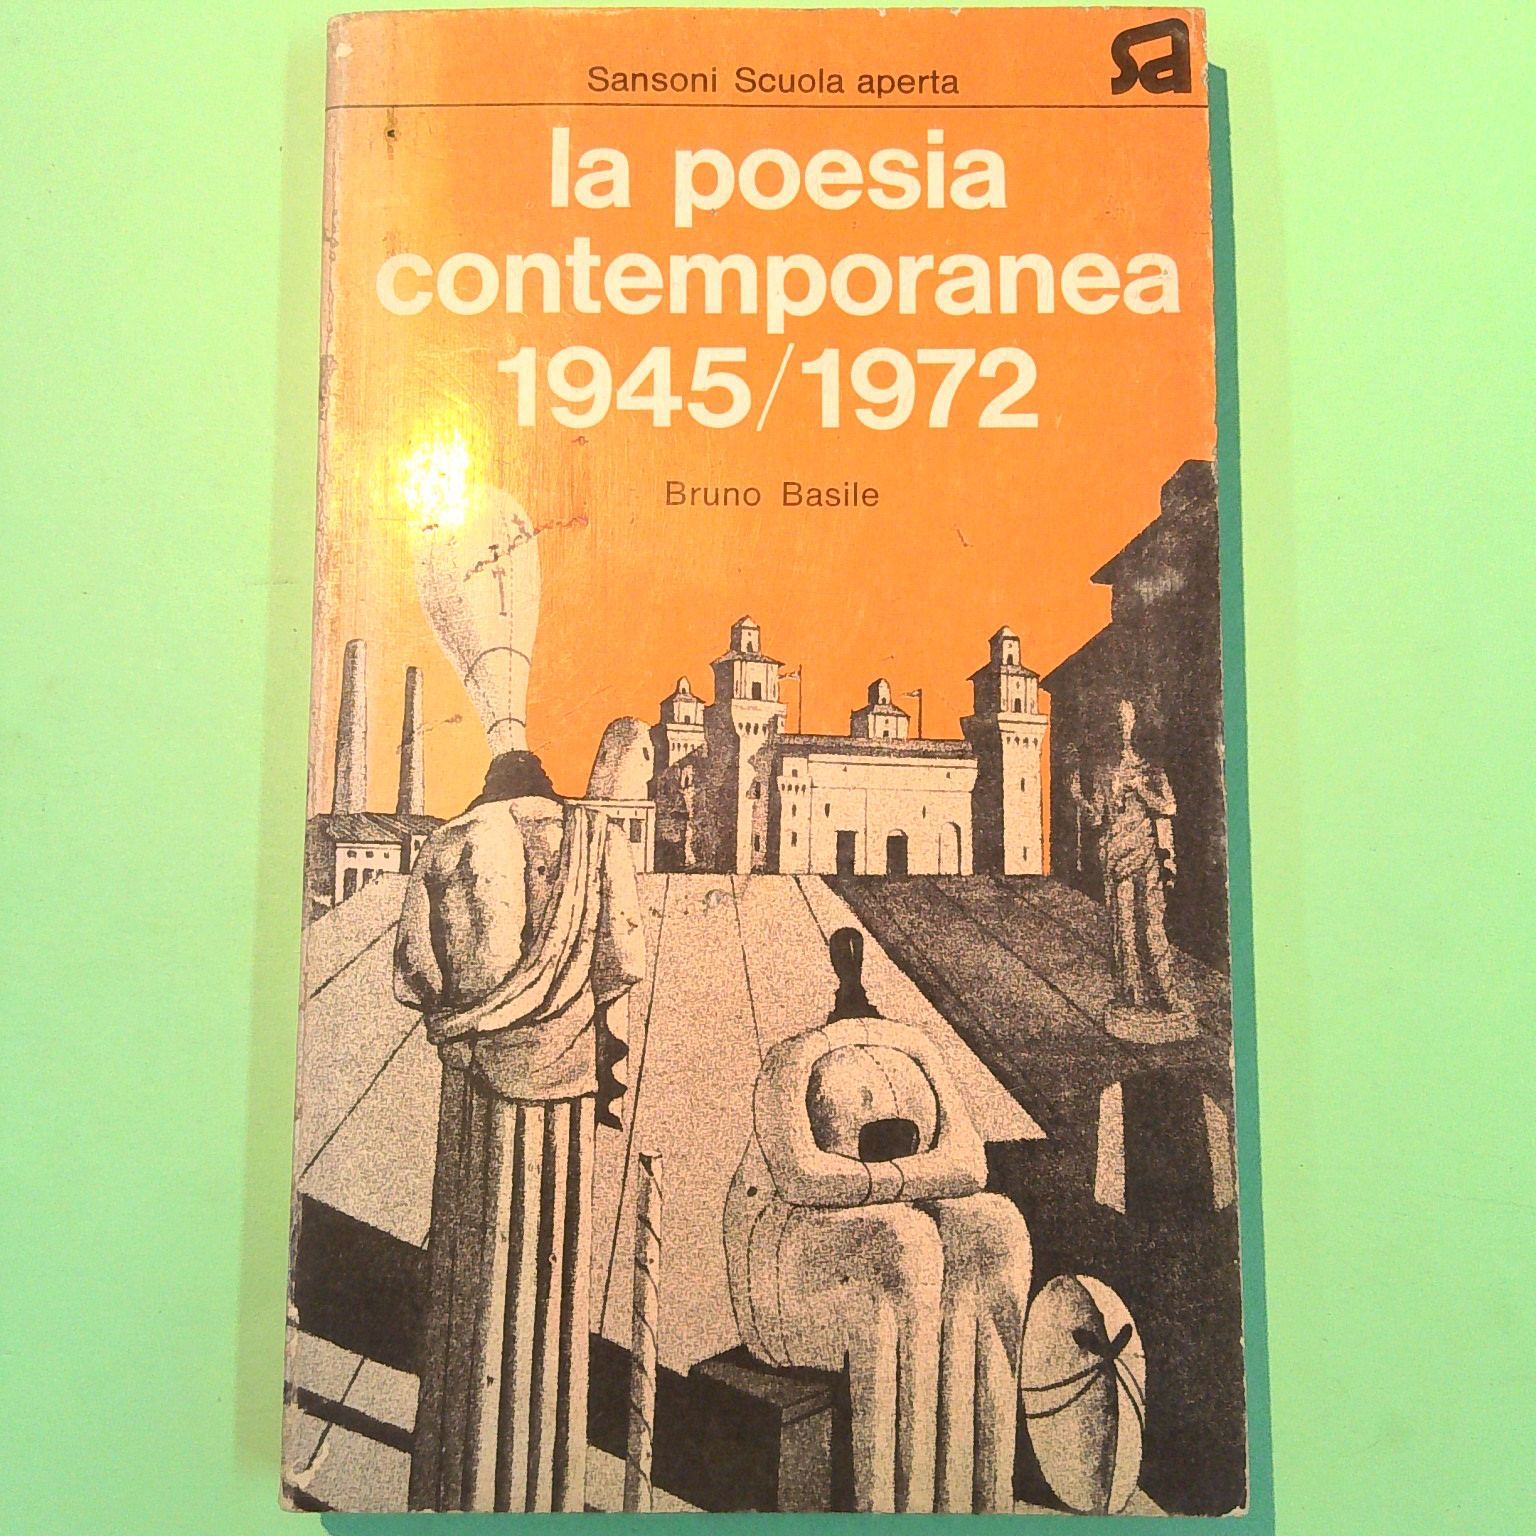 Sansoni Scuola aperta
sa
la poesia
contemporanea
1945/1972
Bruno Basile